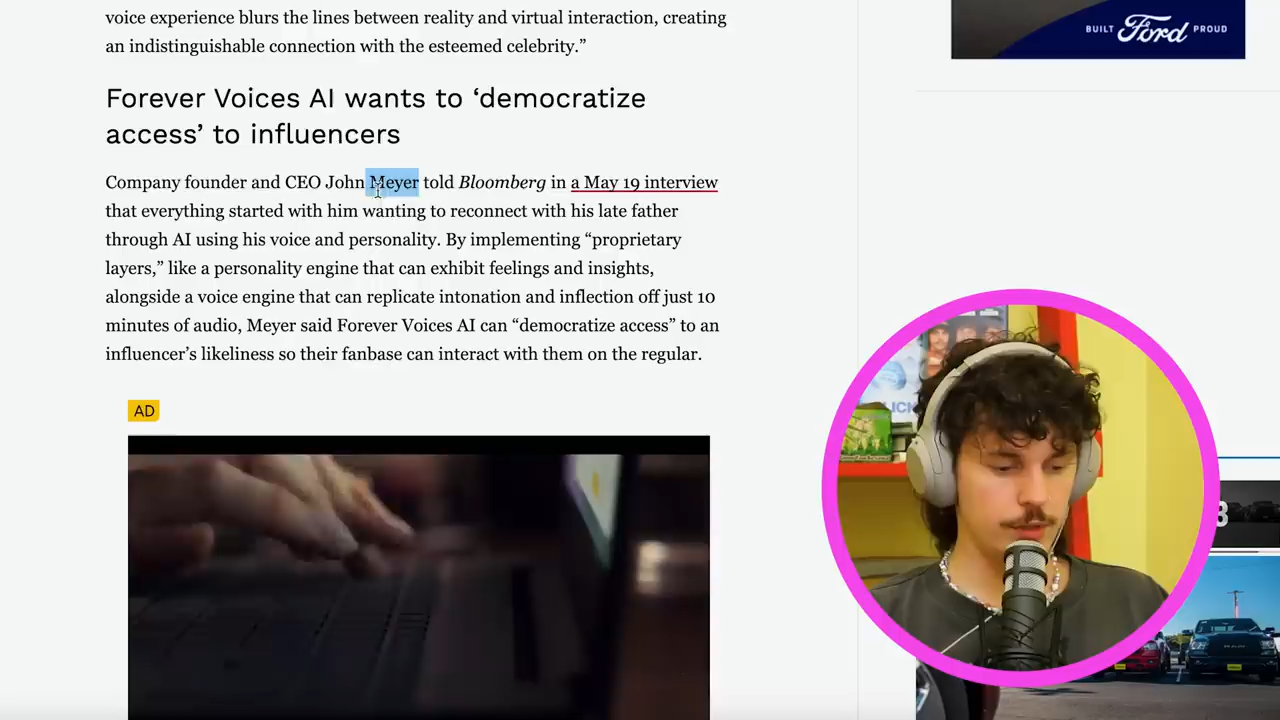 voice experience blurs the lines between reality and virtual interaction, creating
an indistinguishable connection with the esteemed celebrity.”
BUILT Ford PROUD
Forever Voices AI wants to ‘democratize
access’ to influencers
Company founder and CEO John Meyer told Bloomberg in a May 19 interview
that everything started with him wanting to reconnect with his late father
through AI using his voice and personality. By implementing “proprietary
layers,” like a personality engine that can exhibit feelings and insights,
alongside a voice engine that can replicate intonation and inflection off just 10
minutes of audio, Meyer said Forever Voices AI can “democratize access” to an
influencer’s likeliness so their fanbase can interact with them on the regular.
AD